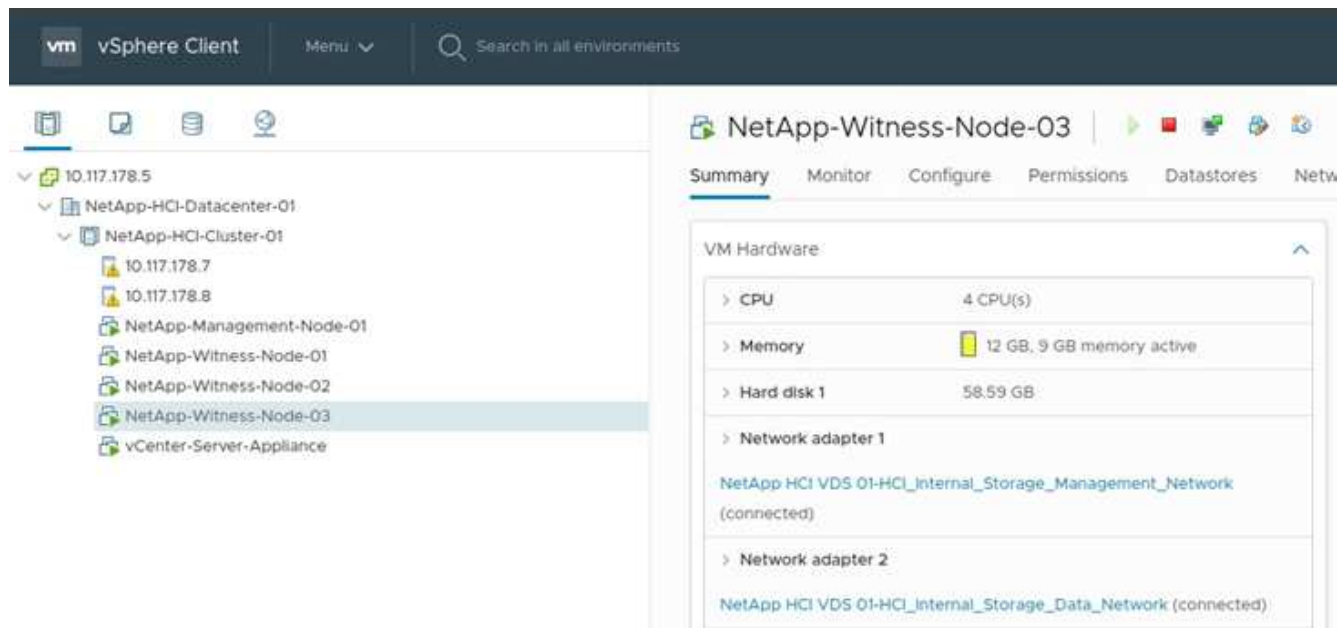 vm vSphere Client Menu Search in all environments
10.117.178.5
NetApp-HCI-Datacenter-01
NetApp-HCI-Cluster-01
10.117.178.7
10.117.178.8
NetApp-Management-Node-01
NetApp-Witness-Node-01
NetApp-Witness-Node-02
NetApp-Witness-Node-03
vCenter-Server-Appliance
NetApp-Witness-Node-03
Summary Monitor Configure Permissions Datastores Netw
VM Hardware
CPU 4 CPU(s)
Memory 12 GB, 9 GB memory active
Hard disk 1 58.59 GB
Network adapter 1
NetApp HCI VDS 01-HCI_Internal_Storage_Management_Network
(connected)
Network adapter 2
NetApp HCI VDS 01-HCI_Internal_Storage_Data_Network (connected)